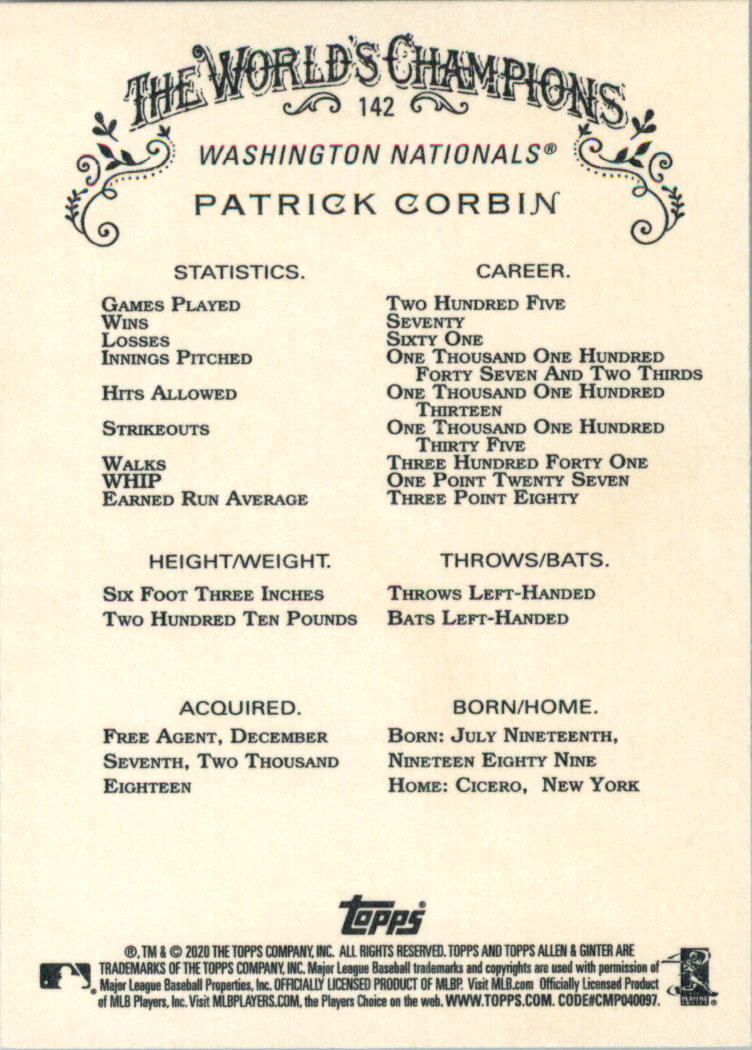 THE WORLD'S CHAMPIONS
142
WASHINGTON NATIONALS®
PATRICK CORBIN
STATISTICS. CAREER.
GAMES PLAYED TWO HUNDRED FIVE
WINS SEVENTY
LOSSES SIXTY ONE
INNINGS PITCHED ONE THOUSAND ONE HUNDRED
FORTY SEVEN AND TWO THIRDS
HITS ALLOWED ONE THOUSAND ONE HUNDRED
THIRTEEN
STRIKEOUTS ONE THOUSAND ONE HUNDRED
THIRTY FIVE
WALKS THREE HUNDRED FORTY ONE
WHIP ONE POINT TWENTY SEVEN
EARNED RUN AVERAGE THREE POINT EIGHTY
HEIGHT/WEIGHT. THROWS/BATS.
SIX FOOT THREE INCHES THROWS LEFT-HANDED
TWO HUNDRED TEN POUNDS BATS LEFT-HANDED
ACQUIRED. BORN/HOME.
FREE AGENT, DECEMBER BORN: JULY NINETEENTH,
SEVENTH, TWO THOUSAND NINETEEN EIGHTY NINE
EIGHTEEN HOME: CICERO, NEW YORK
topps®
®, TM & © 2020 THE TOPPS COMPANY, INC. ALL RIGHTS RESERVED. TOPPS AND TOPPS ALLEN & GINTER ARE
TRADEMARKS OF THE TOPPS COMPANY, INC. Major League Baseball trademarks and copyrights are used with permission of
Major League Baseball Properties, Inc. OFFICIALLY LICENSED PRODUCT OF MLBP. Visit MLB.com Officially Licensed Product
of MLB Players, Inc. Visit MLBPLAYERS.COM, the Players Choice on the web. WWW.TOPPS.COM. CODE#CMP040097.